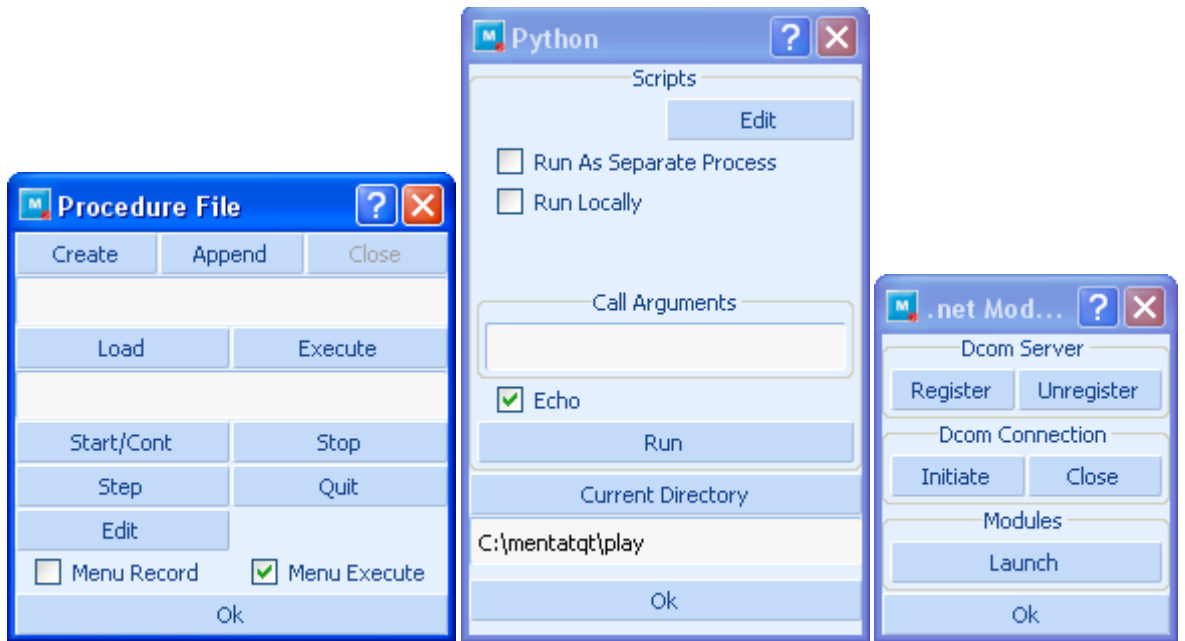 Procedure File
Create Append Close
Load Execute
Start/Cont Stop
Step Quit
Edit
Menu Record Menu Execute
Ok
Python
Scripts
Edit
Run As Separate Process
Run Locally
Call Arguments
Echo
Run
Current Directory
C:\mentatqt\play
Ok
.net Mod...
Dcom Server
Register Unregister
Dcom Connection
Initiate Close
Modules
Launch
Ok